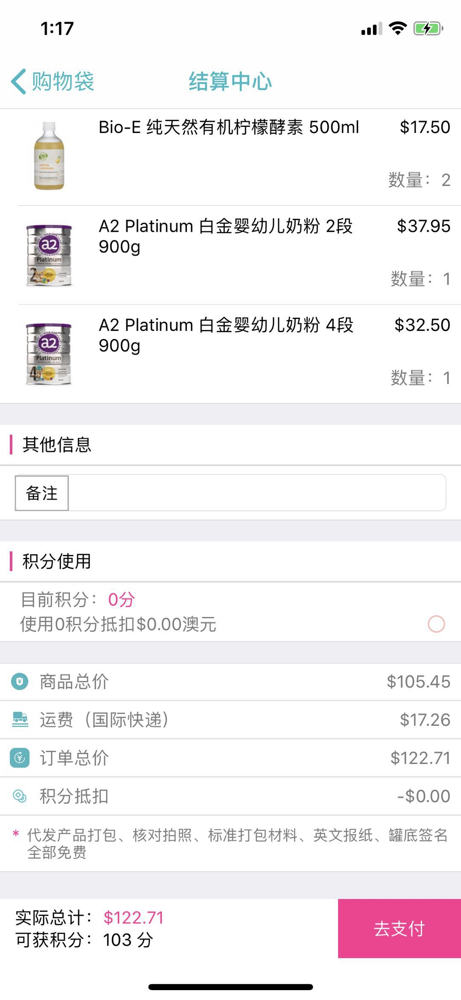 1:17
购物袋
结算中心
Bio-E 纯天然有机柠檬酵素 500ml
$17.50
数量：2
LEMON
+ MANUKA
A2 Platinum 白金婴幼儿奶粉 2段
900g
$37.95
数量：1
a2
Platinum
2
A2 Platinum 白金婴幼儿奶粉 4段
900g
$32.50
数量：1
a2
Platinum
4
其他信息
备注
积分使用
目前积分：0分
使用0积分抵扣$0.00澳元
商品总价
$105.45
运费（国际快递）
$17.26
订单总价
$122.71
积分抵扣
-$0.00
* 代发产品打包、核对拍照、标准打包材料、英文报纸、罐底签名
全部免费
实际总计：$122.71
可获积分：103 分
去支付